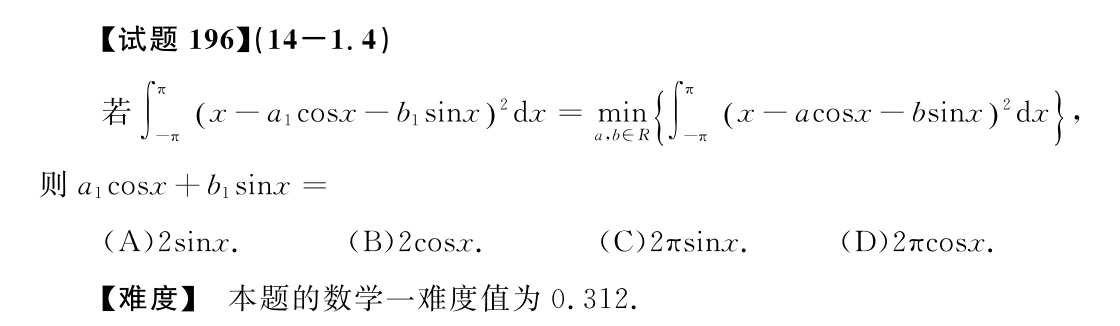 【试题 196】(14-1.4)
若∫_{-π}^{π} (x-a₁cosx-b₁sinx)²dx = min_{a,b∈R}{∫_{-π}^{π} (x-acosx-bsinx)²dx},
则 a₁cosx+b₁sinx =
(A)2sinx. (B)2cosx. (C)2πsinx. (D)2πcosx.
【难度】 本题的数学一难度值为 0.312.